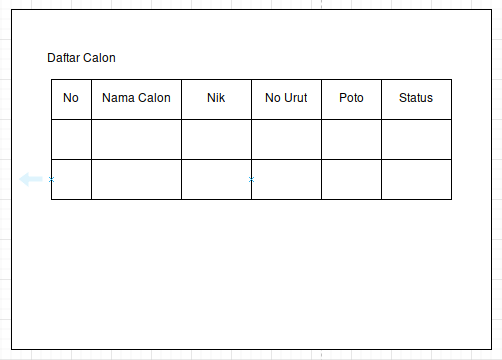 Daftar Calon
No Nama Calon Nik No Urut Poto Status